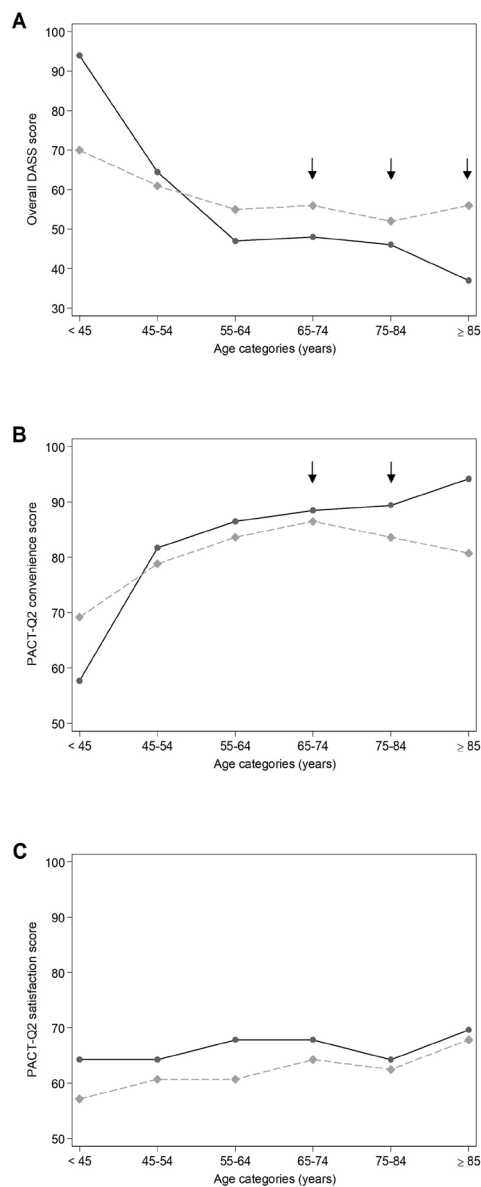 A
Overall DASS score
100
90
80
70
60
50
40
30
< 45 45-54 55-64 65-74 75-84 ≥ 85
Age categories (years)
B
PACT-Q2 convenience score
100
90
80
70
60
50
< 45 45-54 55-64 65-74 75-84 ≥ 85
Age categories (years)
C
PACT-Q2 satisfaction score
100
90
80
70
60
50
< 45 45-54 55-64 65-74 75-84 ≥ 85
Age categories (years)